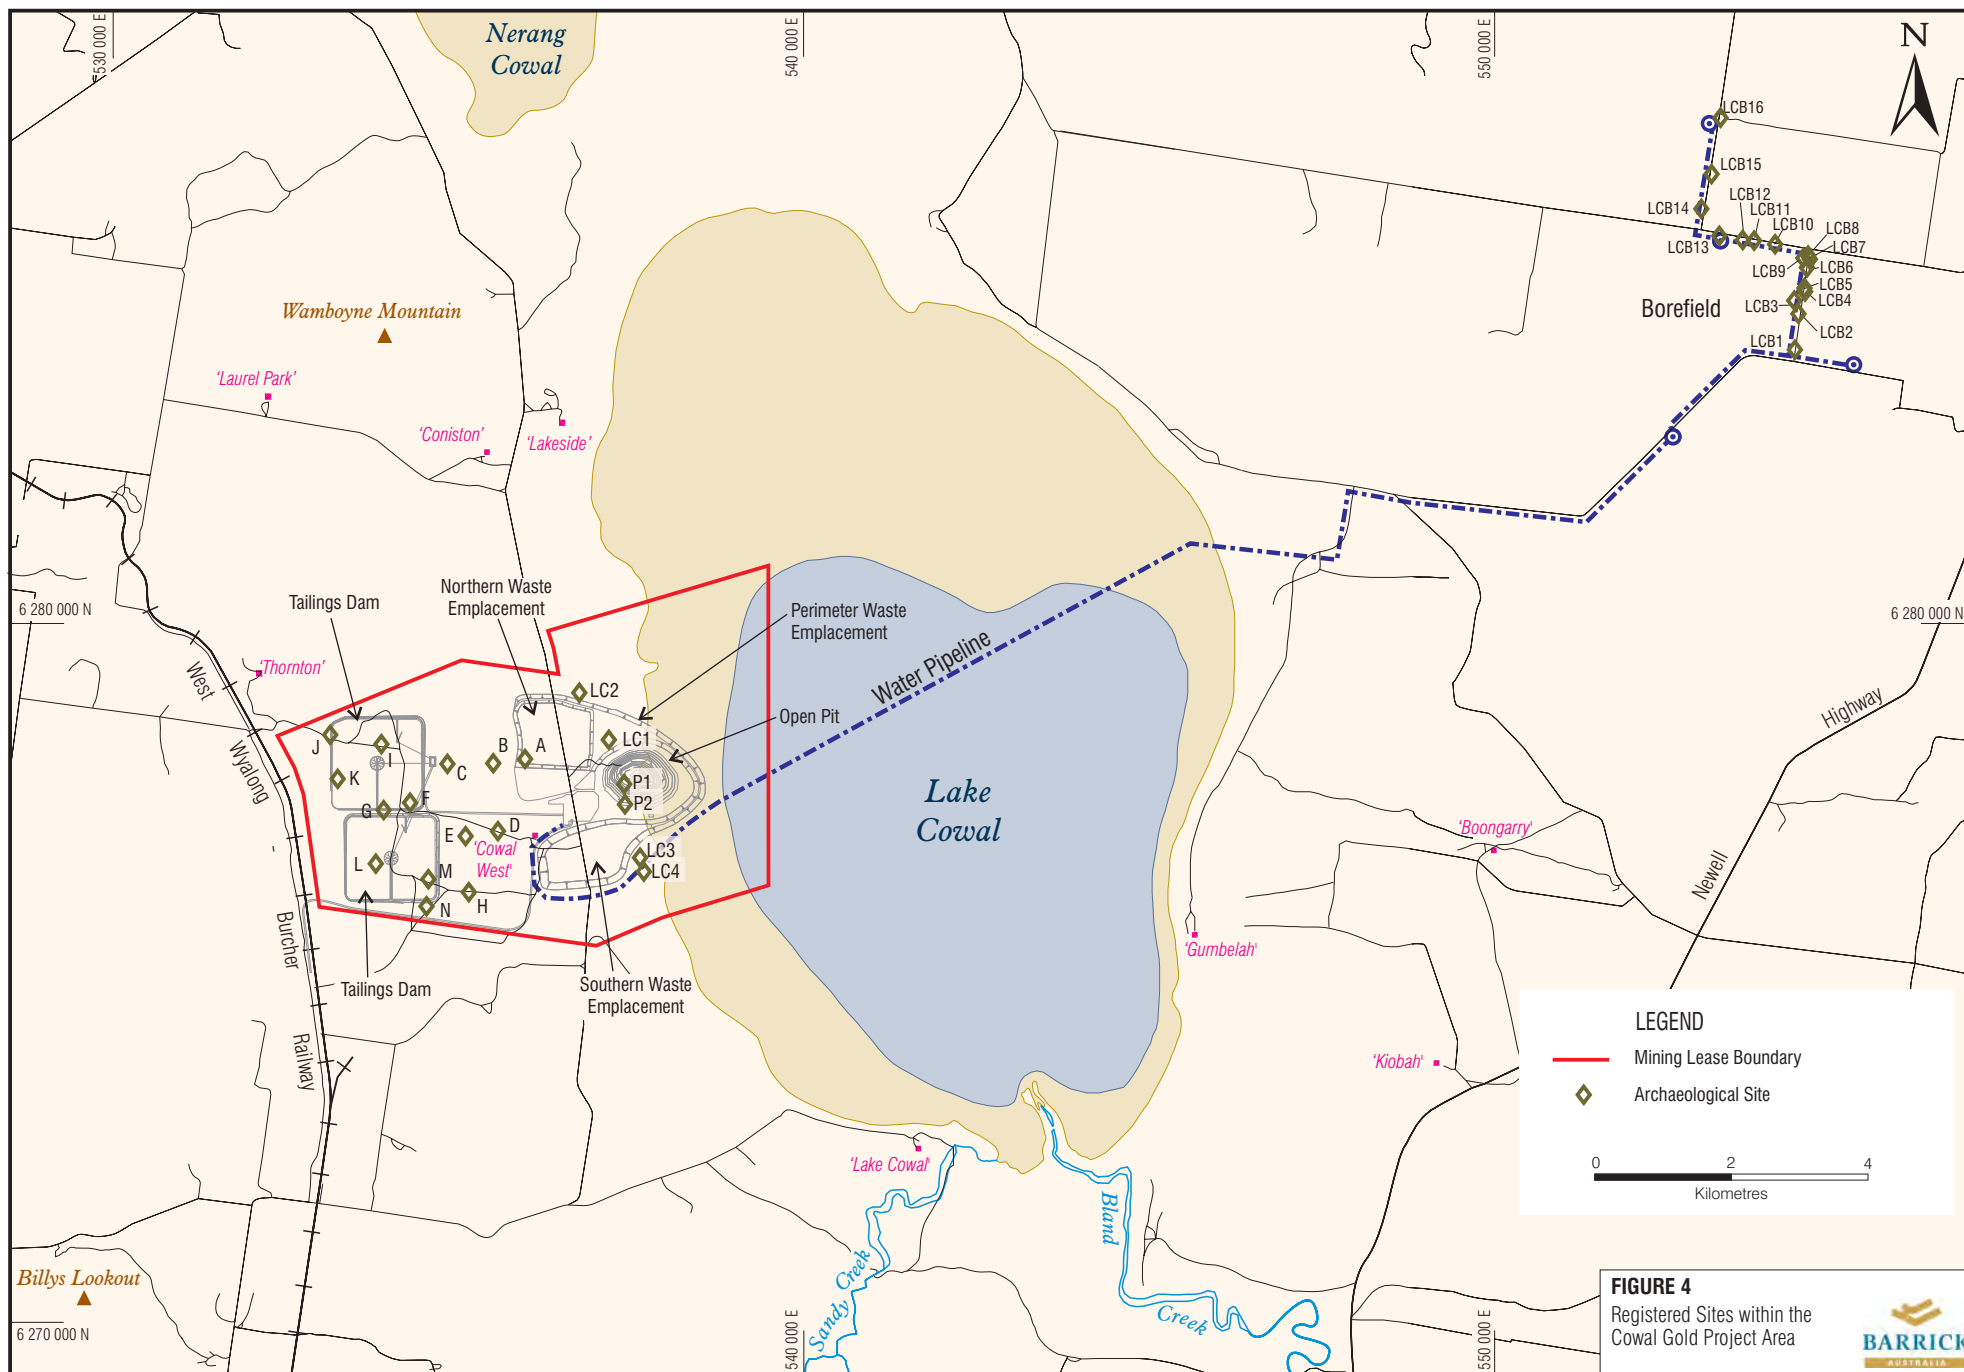 530 000 E
540 000 E
550 000 E
N
Nerang
Cowal
LCB16
LCB15
LCB14
LCB12
LCB11
LCB10
LCB13
LCB8
LCB7
LCB9
LCB6
LCB5
LCB4
LCB3
LCB2
LCB1
Borefield
Wamboyne Mountain
'Laurel Park'
'Coniston'
'Lakeside'
6 280 000 N
6 280 000 N
Tailings Dam
Northern Waste
Emplacement
Perimeter Waste
Emplacement
Water Pipeline
Open Pit
'Thornton'
West
Wyalong
Burcher
Railway
LC2
LC1
J
I
K
C
B
A
P1
P2
G
F
E
D
'Cowal
West'
LC3
LC4
L
M
N
H
Tailings Dam
Southern Waste
Emplacement
Lake
Cowal
Newell
Highway
'Boongarry'
'Gumbelah'
'Kiobah'
'Lake Cowal'
Sandy Creek
Bland
Creek
Billys Lookout
6 270 000 N
540 000 E
550 000 E
LEGEND
Mining Lease Boundary
Archaeological Site
0 2 4
Kilometres
FIGURE 4
Registered Sites within the
Cowal Gold Project Area
BARRICK
AUSTRALIA